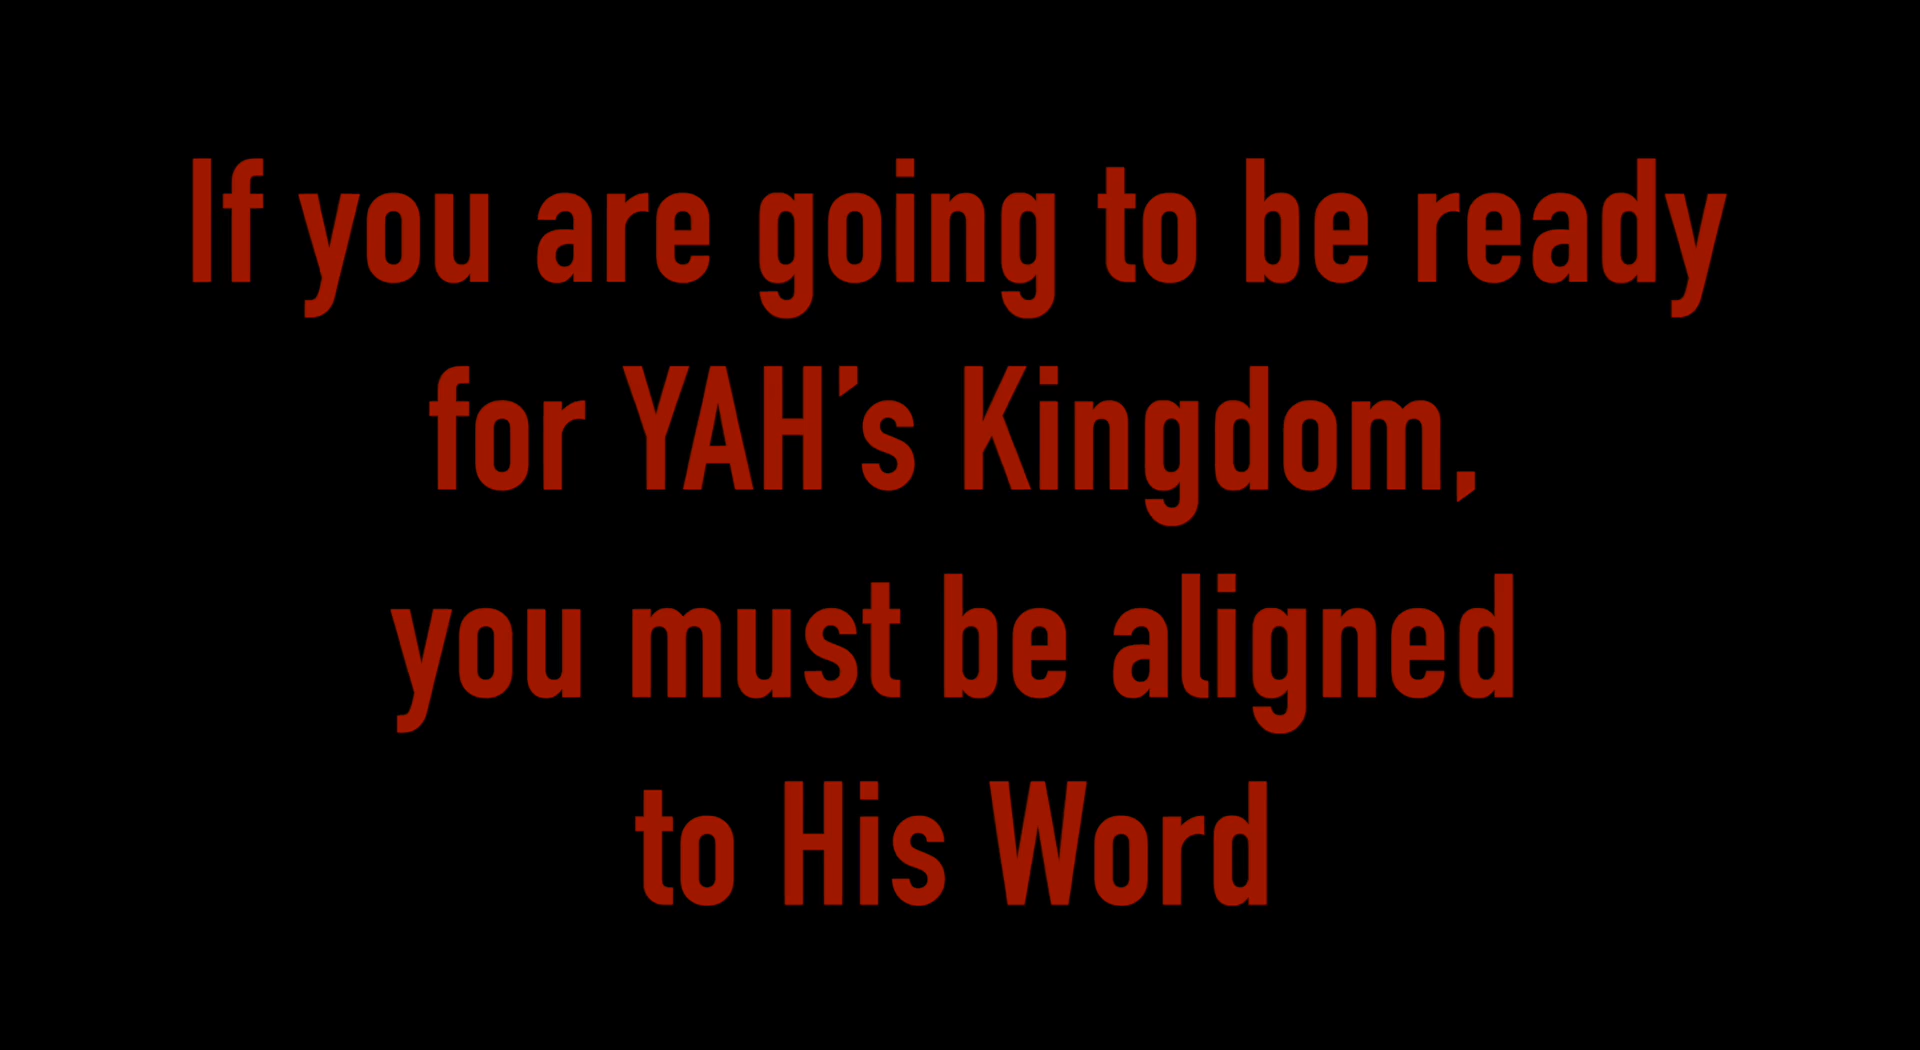 If you are going to be ready
for YAH’s Kingdom,
you must be aligned
to His Word